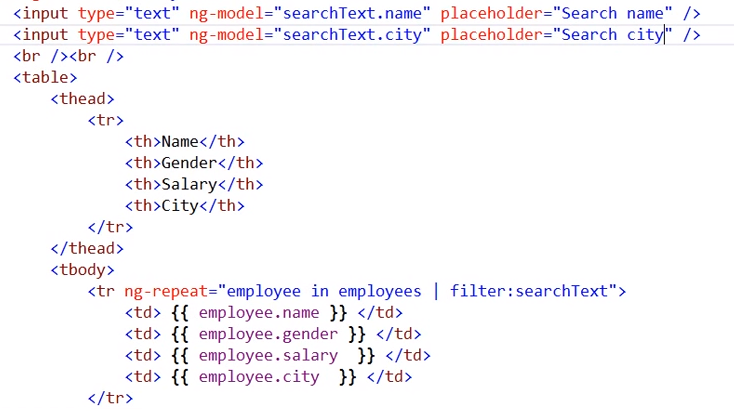 <input type="text" ng-model="searchText.name" placeholder="Search name" />
<input type="text" ng-model="searchText.city" placeholder="Search city" />
<br /><br />
<table>
<thead>
<tr>
<th>Name</th>
<th>Gender</th>
<th>Salary</th>
<th>City</th>
</tr>
</thead>
<tbody>
<tr ng-repeat="employee in employees | filter:searchText">
<td> {{ employee.name }} </td>
<td> {{ employee.gender }} </td>
<td> {{ employee.salary  }} </td>
<td> {{ employee.city  }} </td>
</tr>